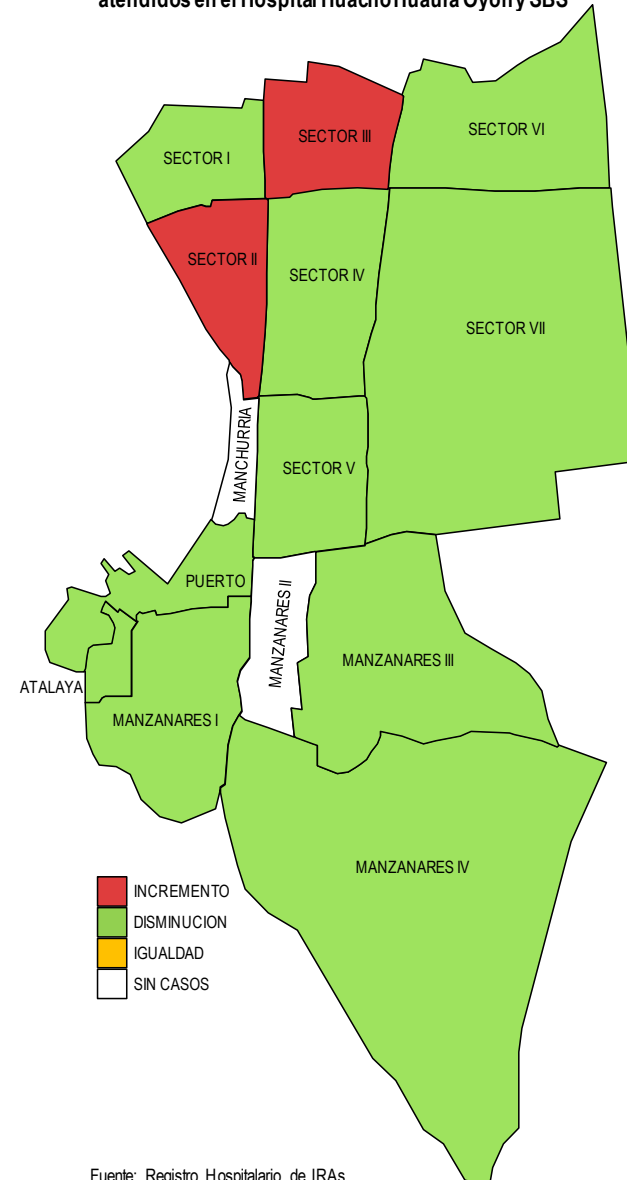 atendidos en el Hospital Huacho Huaura Oyon y SBS
SECTOR III
SECTOR VI
SECTOR I
SECTOR II
SECTOR IV
SECTOR VII
MANCHURRIA
SECTOR V
PUERTO
MANZANARES II
MANZANARES III
ATALAYA
MANZANARES I
MANZANARES IV
INCREMENTO
DISMINUCION
IGUALDAD
SIN CASOS
Fuente: Registro Hospitalario de IRAs